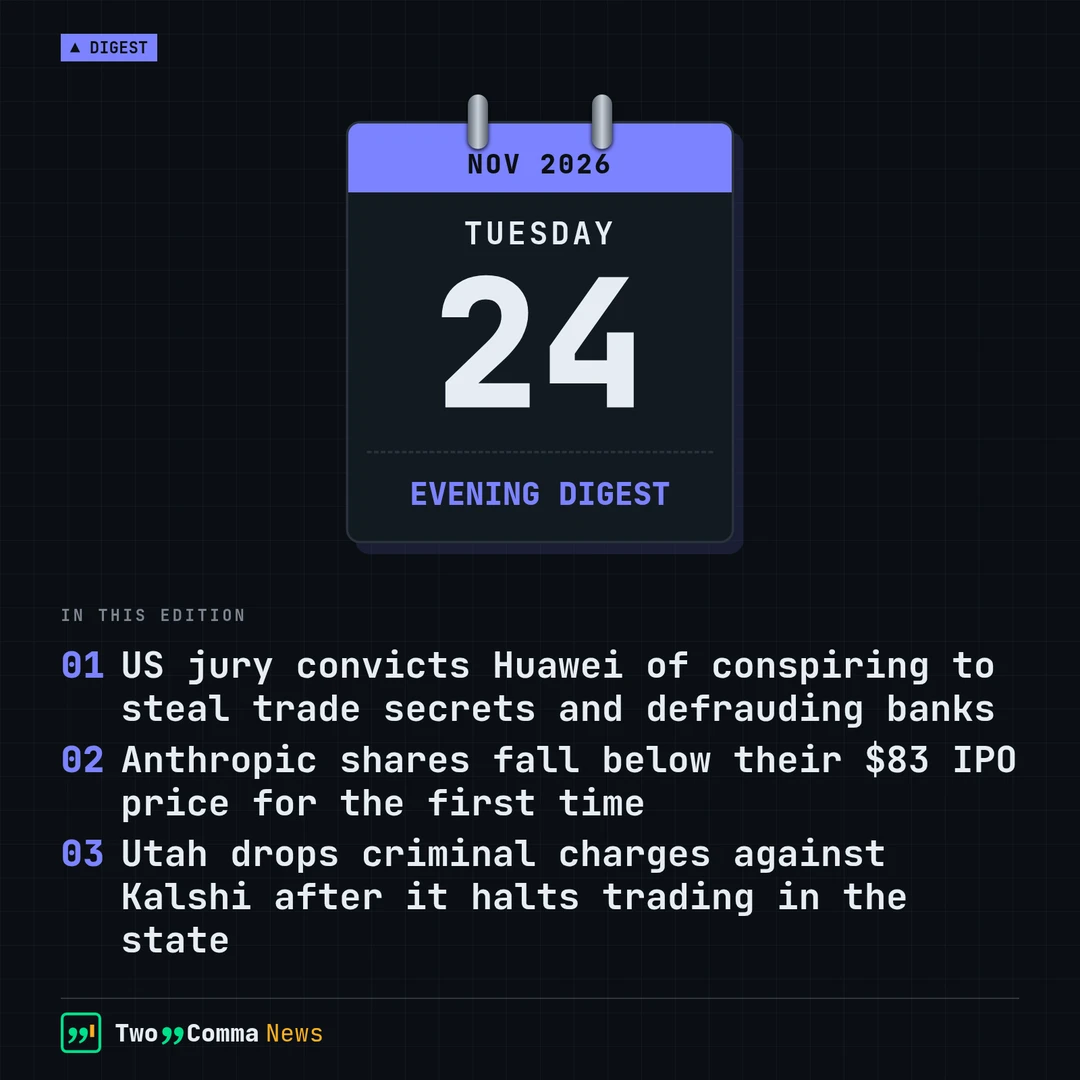 ▲ DIGEST
NOV 2026
TUESDAY
24
EVENING DIGEST
IN THIS EDITION
01 US jury convicts Huawei of conspiring to
steal trade secrets and defrauding banks
02 Anthropic shares fall below their $83 IPO
price for the first time
03 Utah drops criminal charges against
Kalshi after it halts trading in the
state
Two,,Comma News